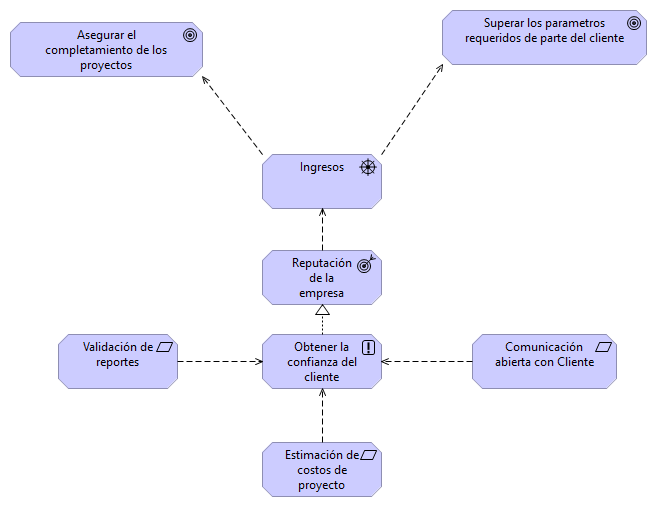 Asegurar el
completamiento de los
proyectos
Superar los parametros
requeridos de parte del cliente
Ingresos
Reputación
de la
empresa
Validación de
reportes
Obtener la
confianza del
cliente
Comunicación
abierta con Cliente
Estimación de
costos de
proyecto